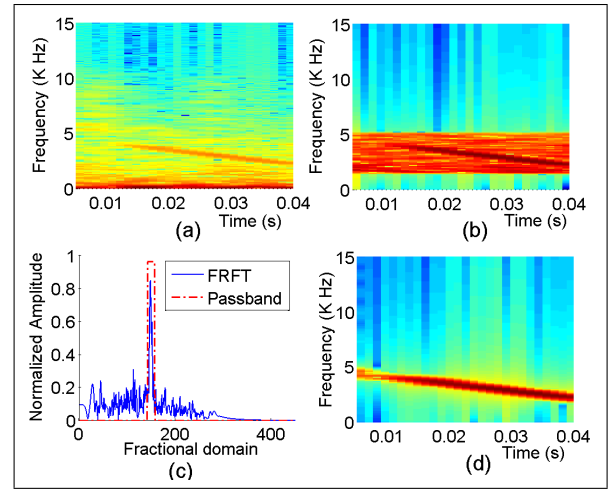 15
10
5
0
Frequency (K Hz)
0.01 0.02 0.03 0.04
Time (s)
(a)
15
10
5
0
Frequency (K Hz)
0.01 0.02 0.03 0.04
Time (s)
(b)
1
0.8
0.6
0.4
0.2
0
Normalized Amplitude
FRFT
Passband
0 200 400
Fractional domain
(c)
15
10
5
0
Frequency (K Hz)
0.01 0.02 0.03 0.04
Time (s)
(d)